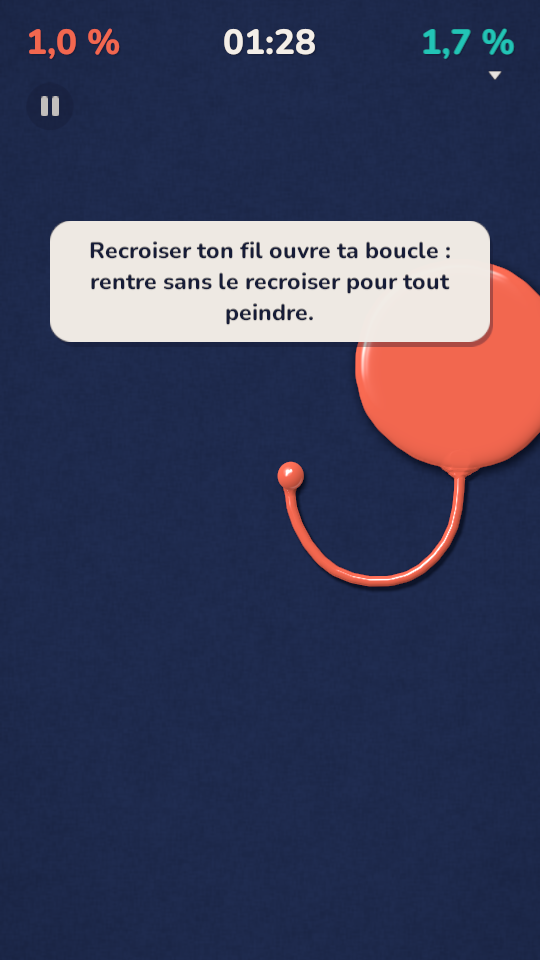 1,0 % 01:28 1,7 %
Recroiser ton fil ouvre ta boucle :
rentre sans le recroiser pour tout
peindre.